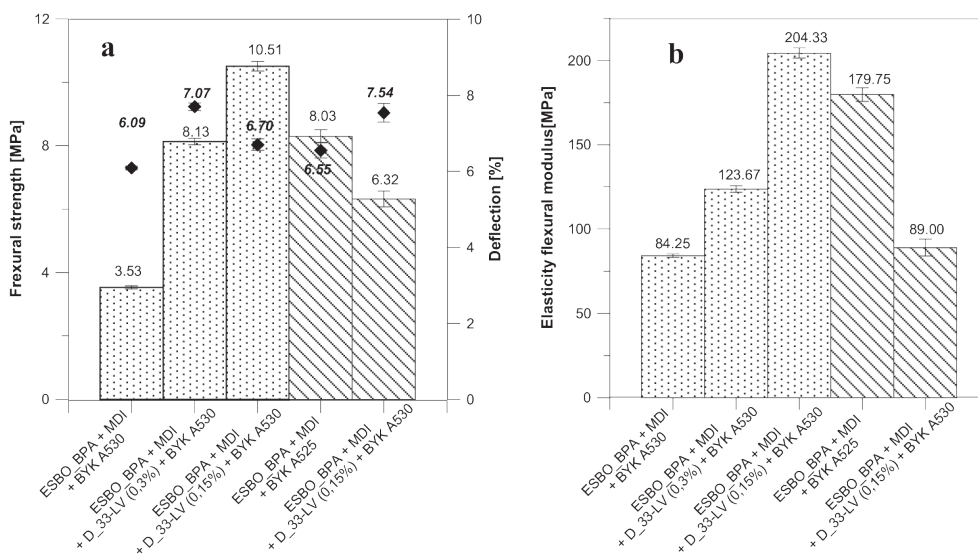 a
Frexural strength [MPa]
12
8
4
0
10
8
6
4
2
0
Deflection [%]
3.53
8.13
10.51
8.03
6.32
6.09
7.07
6.70
6.55
7.54
ESBO_BPA + MDI
+ BYK A530
ESBO_BPA + MDI
+ D_33-LV (0,3%) + BYK A530
ESBO_BPA + MDI
+ D_33-LV (0,15%) + BYK A530
ESBO_BPA + MDI
+ BYK A525
ESBO_BPA + MDI
+ D_33-LV (0,15%) + BYK A530
b
Elasticity flexural modulus[MPa]
200
150
100
50
0
84.25
123.67
204.33
179.75
89.00
ESBO_BPA + MDI
+ BYK A530
ESBO_BPA + MDI
+ D_33-LV (0,3%) + BYK A530
ESBO_BPA + MDI
+ D_33-LV (0,15%) + BYK A530
ESBO_BPA + MDI
+ BYK A525
ESBO_BPA + MDI
+ D_33-LV (0,15%) + BYK A530